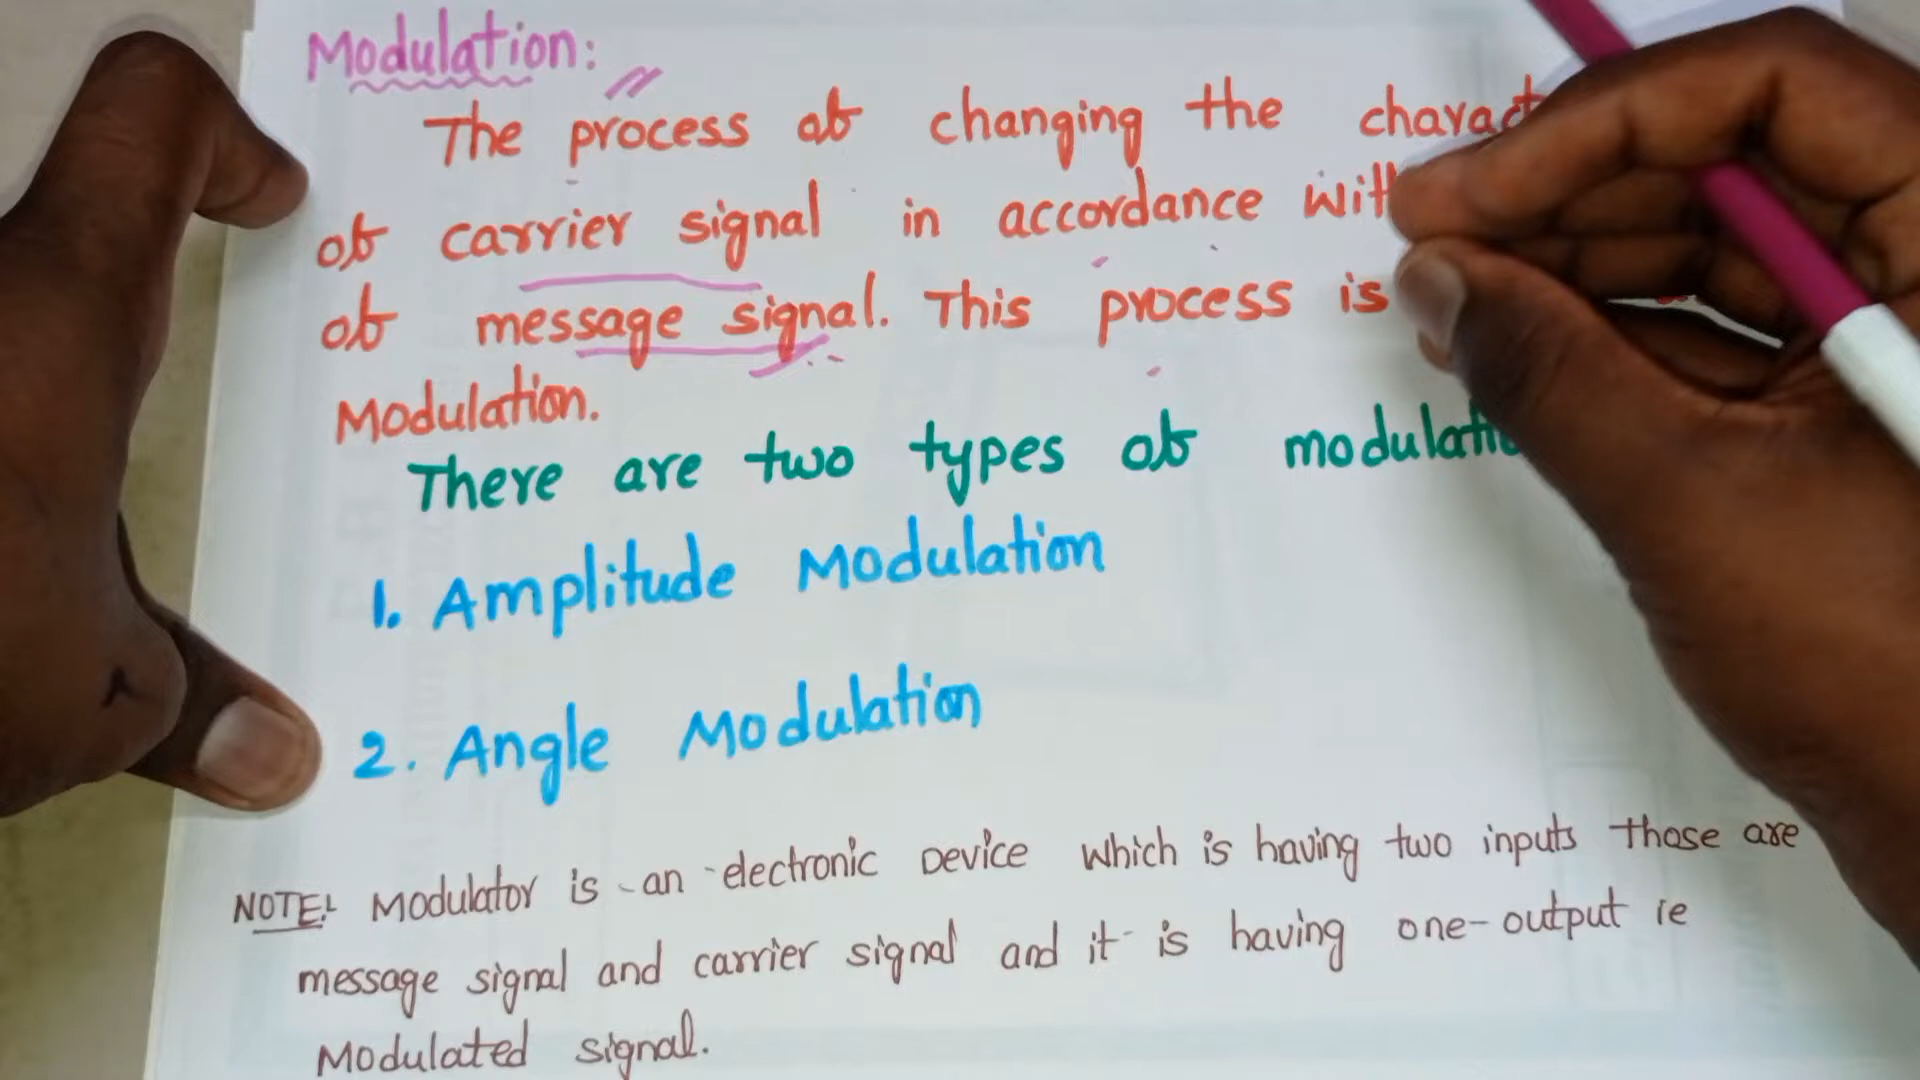 Modulation:
The process of changing the charact
of carrier signal in accordance with
of message signal. This process is
Modulation.
There are two types of modulati
1. Amplitude Modulation
2. Angle Modulation
NOTE:- Modulator is an electronic Device which is having two inputs those are
message signal and carrier signal and it is having one-output ie
Modulated signal.